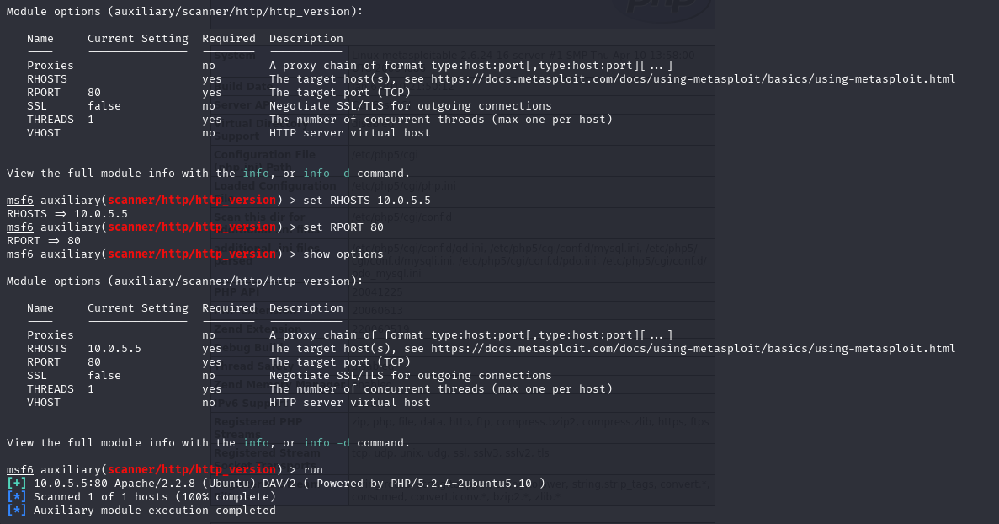 Module options (auxiliary/scanner/http/http_version):
Name Current Setting Required Description
Proxies no A proxy chain of format type:host:port[,type:host:port][...]
RHOSTS yes The target host(s), see https://docs.metasploit.com/docs/using-metasploit/basics/using-metasploit.html
RPORT 80 yes The target port (TCP)
SSL false no Negotiate SSL/TLS for outgoing connections
THREADS 1 yes The number of concurrent threads (max one per host)
VHOST no HTTP server virtual host
View the full module info with the info, or info -d command.
msf6 auxiliary(scanner/http/http_version) > set RHOSTS 10.0.5.5
RHOSTS => 10.0.5.5
msf6 auxiliary(scanner/http/http_version) > set RPORT 80
RPORT => 80
msf6 auxiliary(scanner/http/http_version) > show options
Module options (auxiliary/scanner/http/http_version):
Name Current Setting Required Description
Proxies no A proxy chain of format type:host:port[,type:host:port][...]
RHOSTS 10.0.5.5 yes The target host(s), see https://docs.metasploit.com/docs/using-metasploit/basics/using-metasploit.html
RPORT 80 yes The target port (TCP)
SSL false no Negotiate SSL/TLS for outgoing connections
THREADS 1 yes The number of concurrent threads (max one per host)
VHOST no HTTP server virtual host
View the full module info with the info, or info -d command.
msf6 auxiliary(scanner/http/http_version) > run
[+] 10.0.5.5:80 Apache/2.2.8 (Ubuntu) DAV/2 ( Powered by PHP/5.2.4-2ubuntu5.10 )
[*] Scanned 1 of 1 hosts (100% complete)
[*] Auxiliary module execution completed